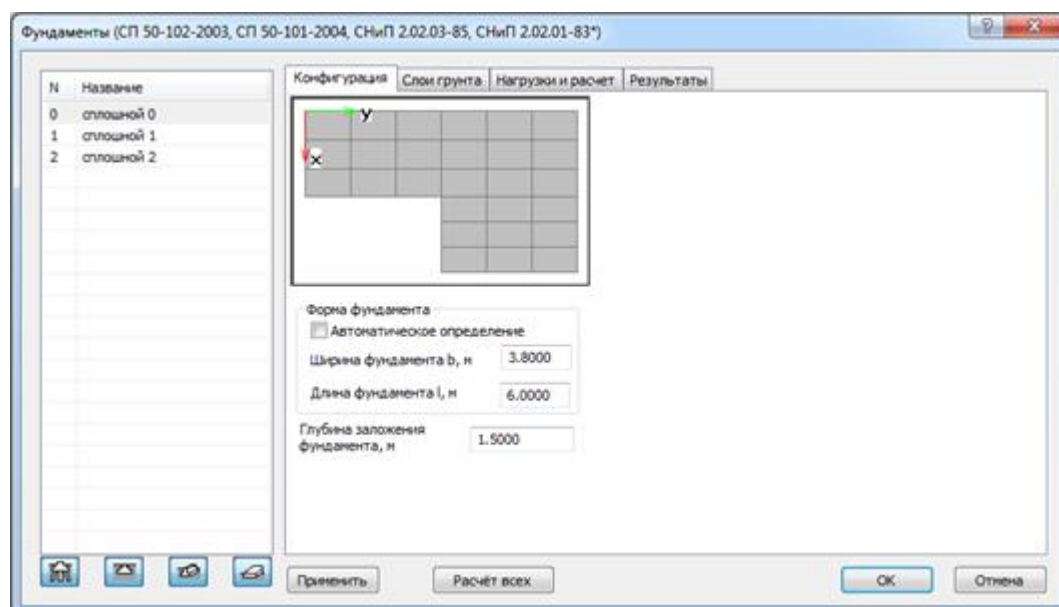 Фундаменты (СП 50-102-2003, СП 50-101-2004, СНиП 2.02.03-85, СНиП 2.02.01-83*)
N Название
0 сплошной 0
1 сплошной 1
2 сплошной 2
Конфигурация Слои грунта Нагрузки и расчет Результаты
y
x
Форма фундамента
Автоматическое определение
Ширина фундамента b, м 3.8000
Длина фундамента l, м 6.0000
Глубина заложения
фундамента, м 1.5000
Применить Расчёт всех ОК Отмена